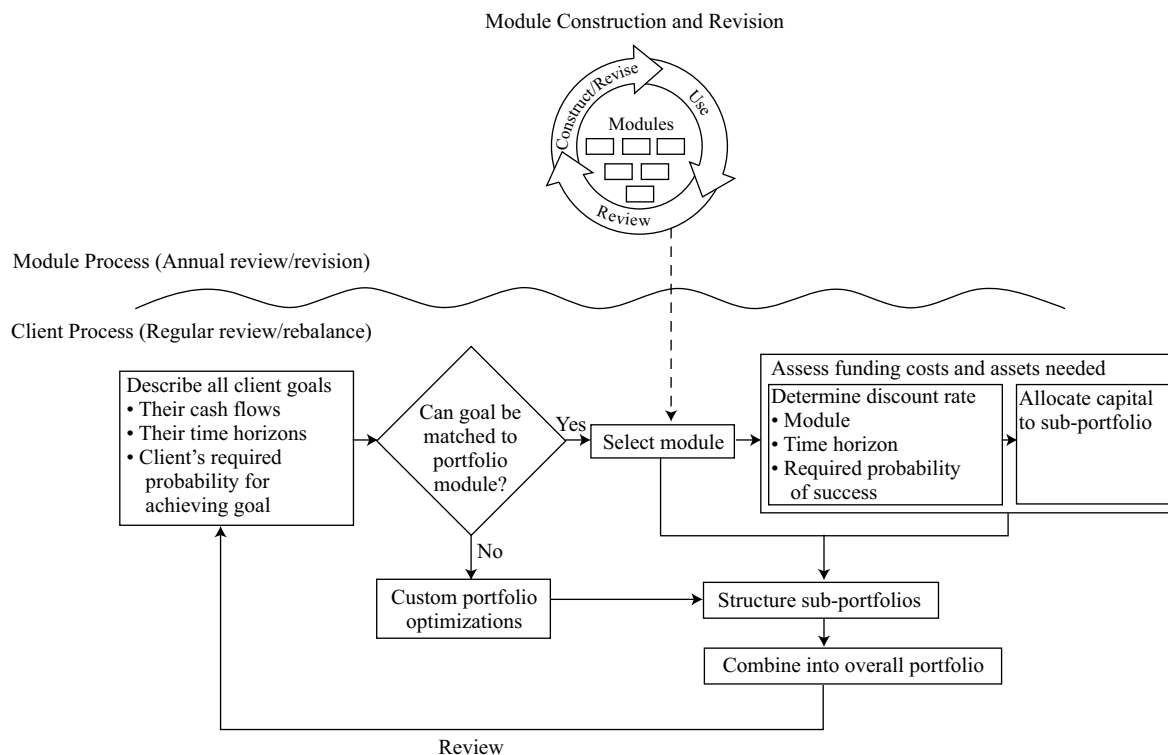 Module Construction and Revision
Construct/Revise
Use
Modules
Review
Module Process (Annual review/revision)
Client Process (Regular review/rebalance)
Describe all client goals
• Their cash flows
• Their time horizons
• Client's required
probability for
achieving goal
Can goal be
matched to
portfolio
module?
Yes
No
Select module
Assess funding costs and assets needed
Determine discount rate
• Module
• Time horizon
• Required probability
of success
Allocate capital
to sub-portfolio
Custom portfolio
optimizations
Structure sub-portfolios
Combine into overall portfolio
Review